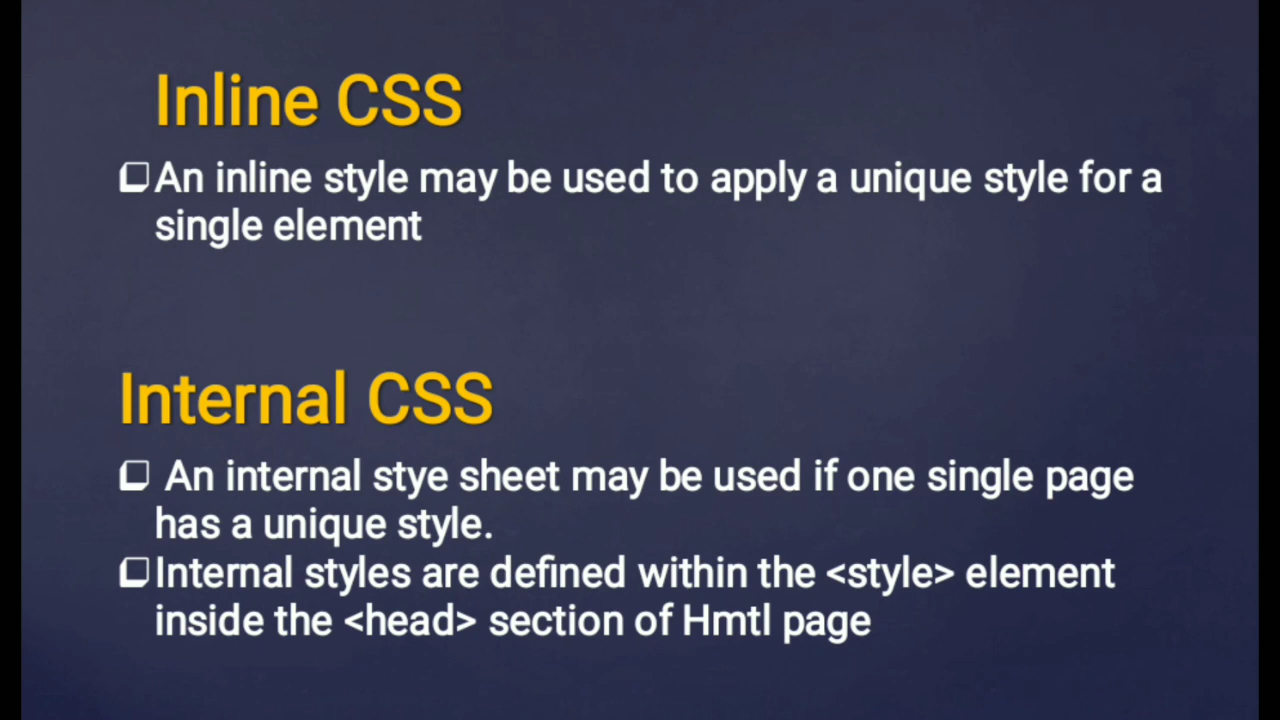 Inline CSS
An inline style may be used to apply a unique style for a
single element
Internal CSS
An internal stye sheet may be used if one single page
has a unique style.
Internal styles are defined within the <style> element
inside the <head> section of Hmtl page